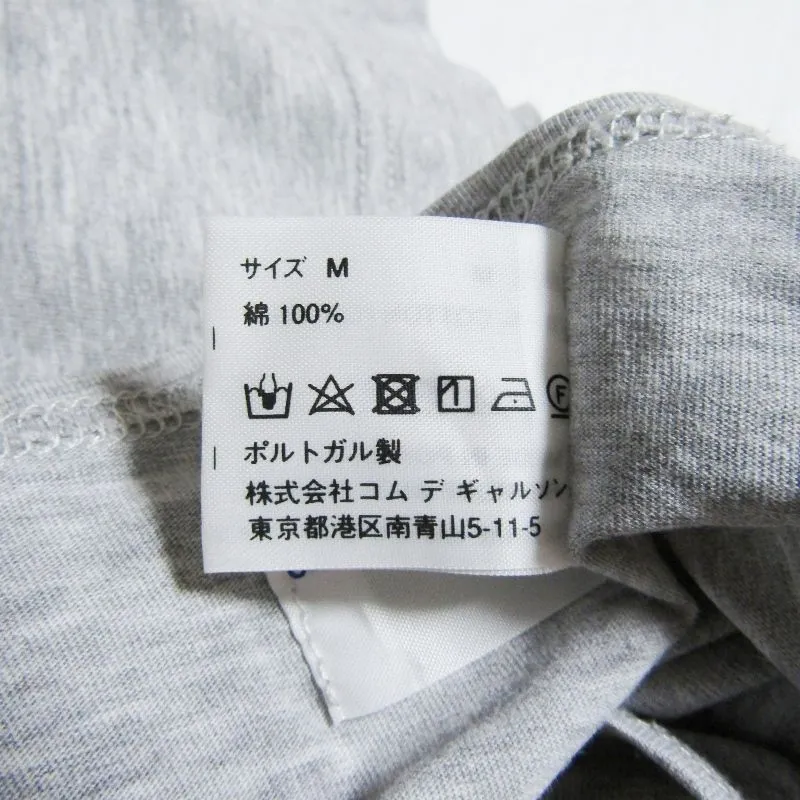 サイズ M
綿 100%
F
ポルトガル製
株式会社コム デ ギャルソン
東京都港区南青山5-11-5